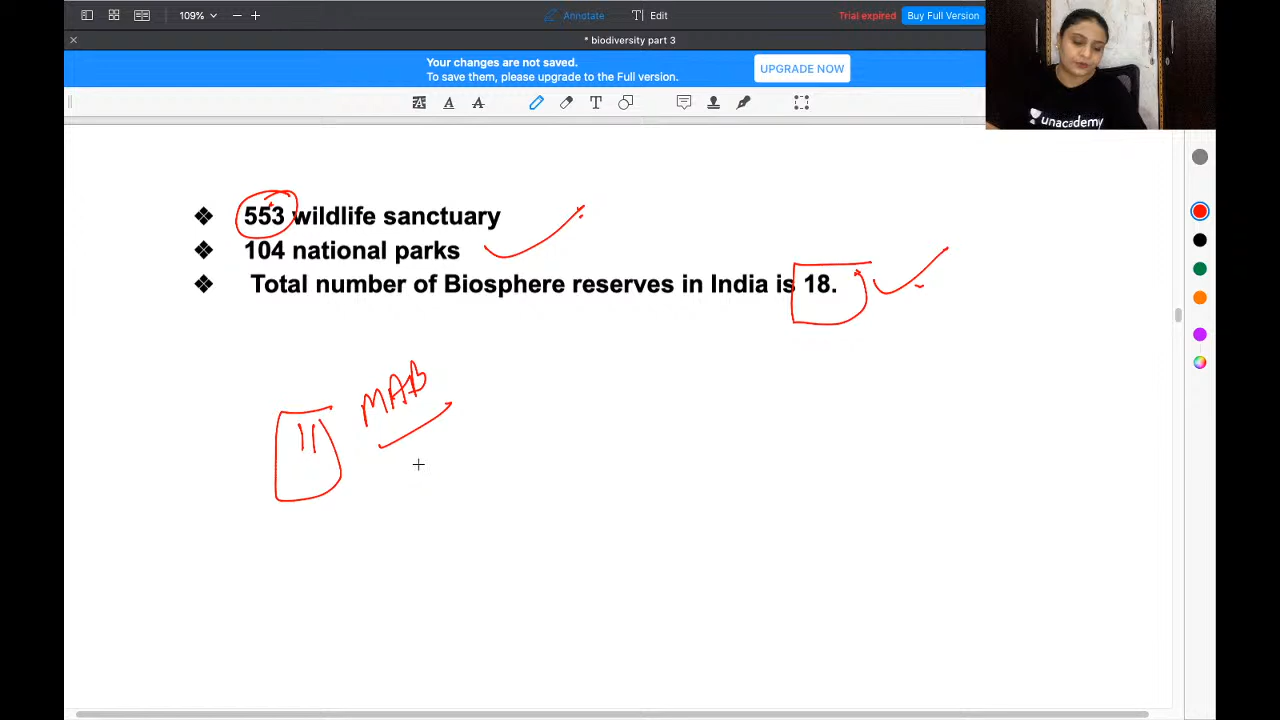 109%
Annotate
Edit
Trial expired
Buy Full Version
* biodiversity part 3
Your changes are not saved.
To save them, please upgrade to the Full version.
UPGRADE NOW
unacademy
553 wildlife sanctuary
104 national parks
Total number of Biosphere reserves in India is 18.
MAB
11